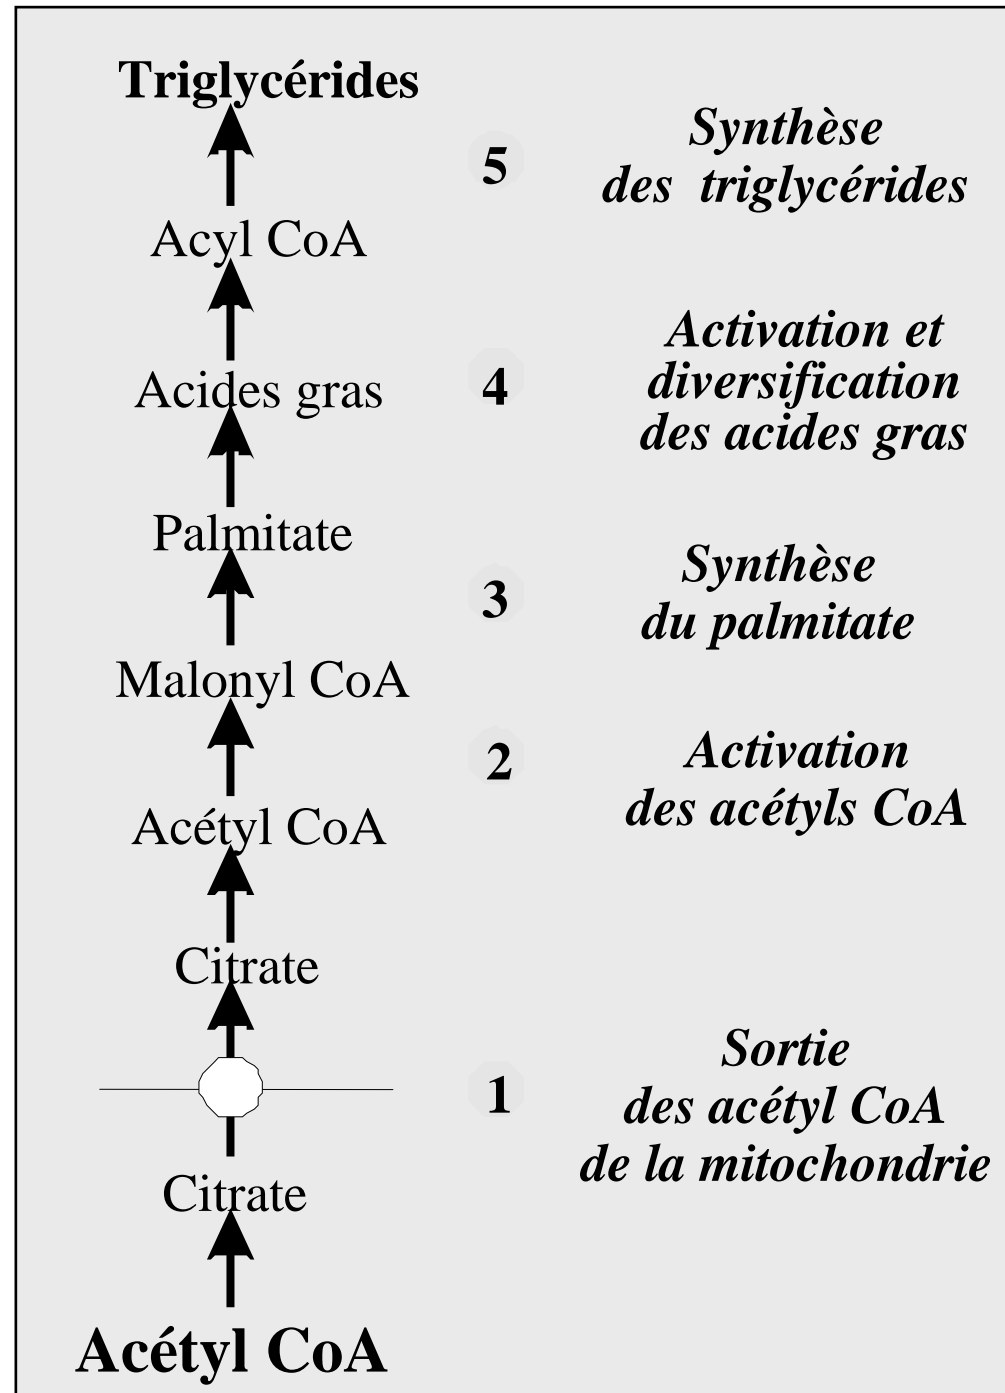 Triglycérides
5
Synthèse
des triglycérides
Acyl CoA
Activation et
4
diversification
Acides gras
des acides gras
Palmitate
Synthèse
3
du palmitate
Malonyl CoA
2
Activation
des acétyls CoA
Acétyl CoA
Citrate
Sortie
1
des acétyl CoA
de la mitochondrie
Citrate
Acétyl CoA